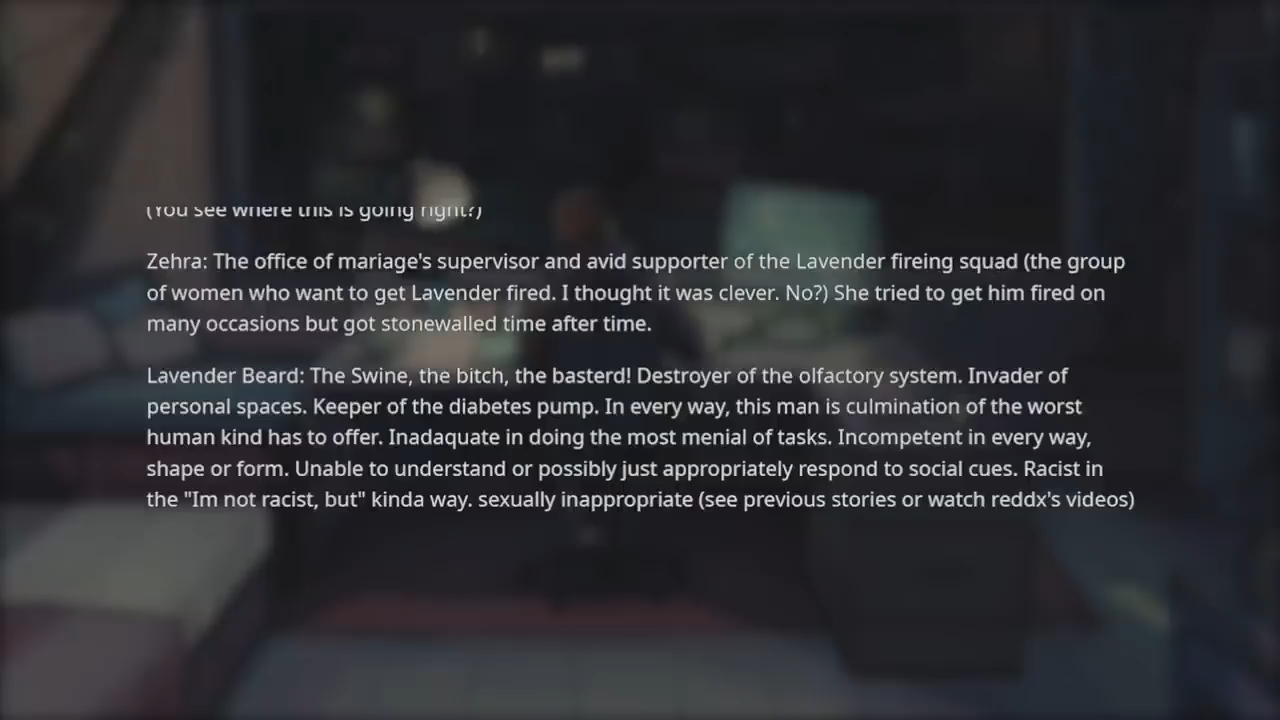 (You see where this is going right?)
Zehra: The office of mariage's supervisor and avid supporter of the Lavender fireing squad (the group
of women who want to get Lavender fired. I thought it was clever. No?) She tried to get him fired on
many occasions but got stonewalled time after time.
Lavender Beard: The Swine, the bitch, the basterd! Destroyer of the olfactory system. Invader of
personal spaces. Keeper of the diabetes pump. In every way, this man is culmination of the worst
human kind has to offer. Inadaquate in doing the most menial of tasks. Incompetent in every way,
shape or form. Unable to understand or possibly just appropriately respond to social cues. Racist in
the "Im not racist, but" kinda way. sexually inappropriate (see previous stories or watch reddx's videos)